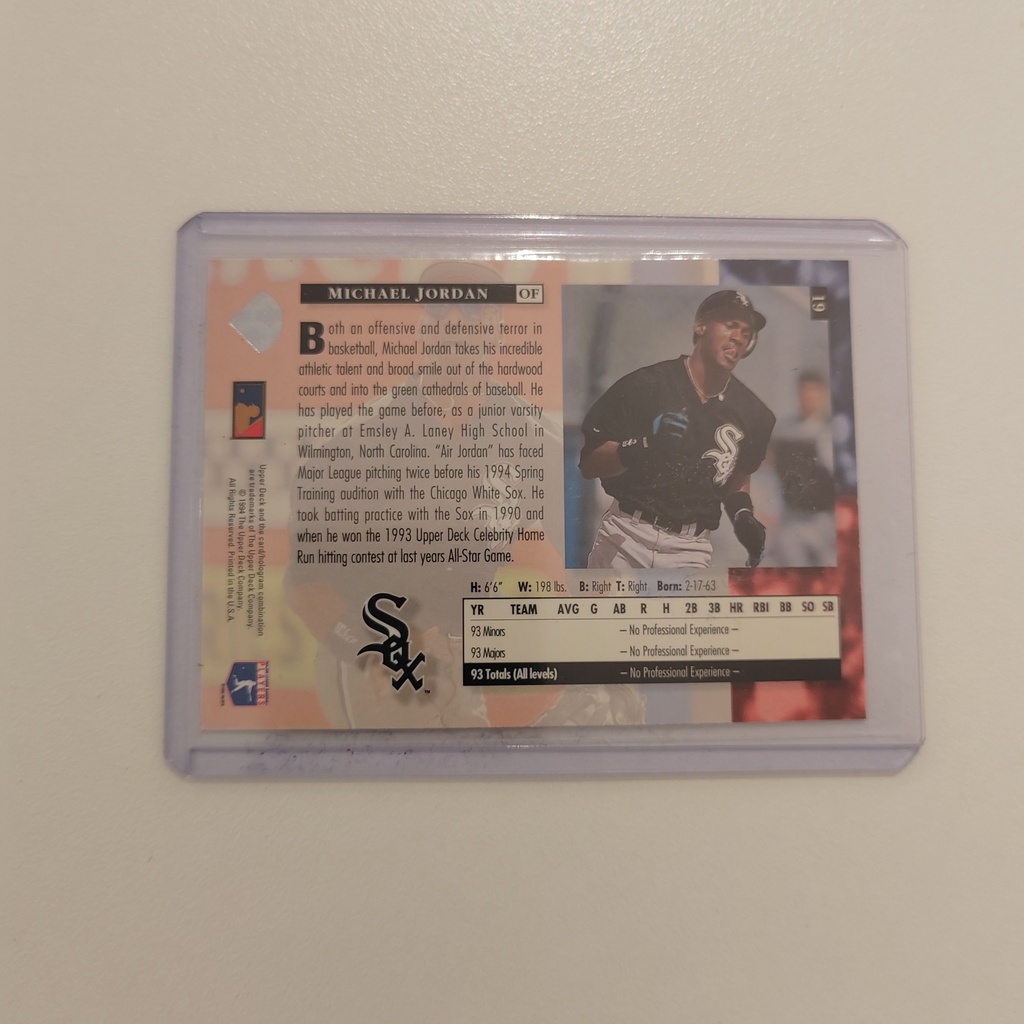 MICHAEL JORDAN OF
19
Both an offensive and defensive terror in
basketball, Michael Jordan takes his incredible
athletic talent and broad smile out of the hardwood
courts and into the green cathedrals of baseball. He
has played the game before, as a junior varsity
pitcher at Emsley A. Laney High School in
Wilmington, North Carolina. "Air Jordan" has faced
Major League pitching twice before his 1994 Spring
Training audition with the Chicago White Sox. He
took batting practice with the Sox in 1990 and
when he won the 1993 Upper Deck Celebrity Home
Run hitting contest at last years All-Star Game.
H: 6'6" W: 198 lbs. B: Right T: Right Born: 2-17-63
YR TEAM AVG G AB R H 2B 3B HR RBI BB SO SB
93 Minors – No Professional Experience –
93 Majors – No Professional Experience –
93 Totals (All levels) – No Professional Experience –
Sox
Sox
TM
Upper Deck and the card/hologram combination
are trademarks of The Upper Deck Company.
© 1994 The Upper Deck Company.
All Rights Reserved. Printed in the U.S.A.
PLAYERS